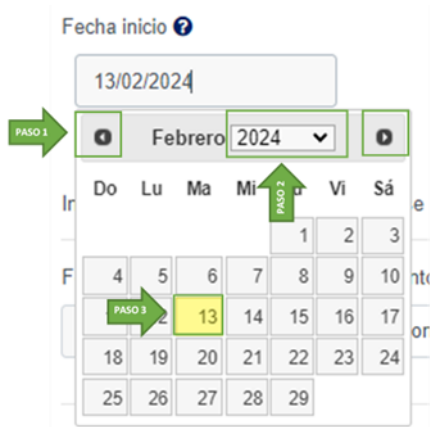 Fecha inicio ?
13/02/2024
PASO 1
Febrero 2024
Do Lu Ma Mi Vi Sá
PASO 2
1 2 3
4 5 6 7 8 9 10
PASO 3
13 14 15 16 17
18 19 20 21 22 23 24
25 26 27 28 29